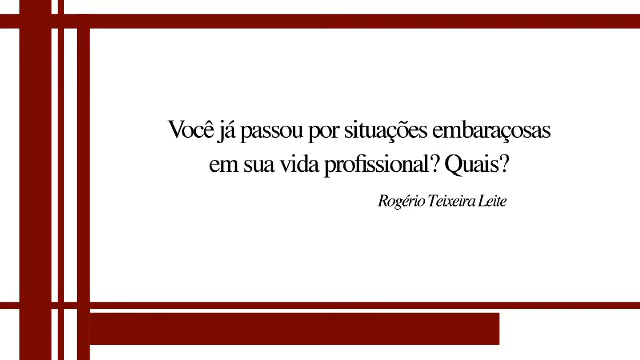 Você já passou por situações embaraçosas
em sua vida profissional? Quais?
Rogério Teixeira Leite